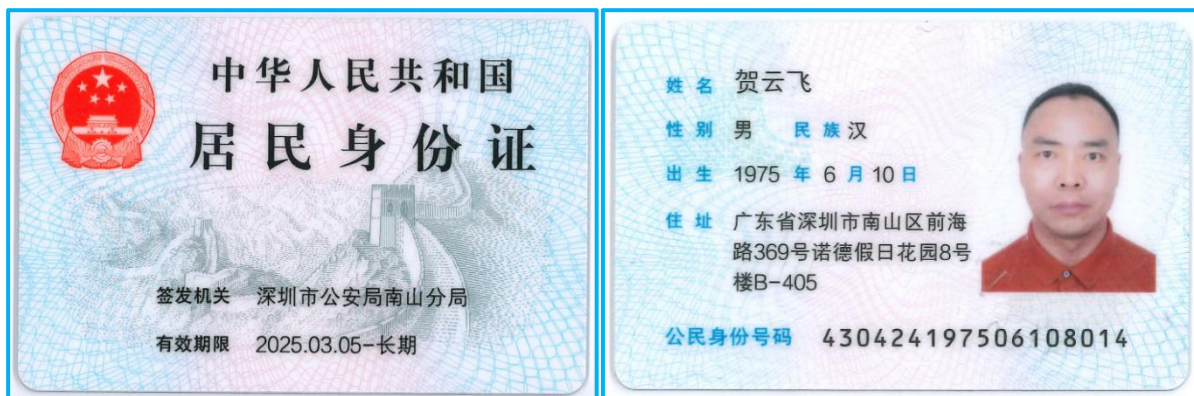 中华人民共和国
居民身份证
签发机关 深圳市公安局南山分局
有效期限 2025.03.05-长期
姓名 贺云飞
性别 男 民族 汉
出生 1975 年 6 月 10 日
住址 广东省深圳市南山区前海
路369号诺德假日花园8号
楼B-405
公民身份号码 430424197506108014